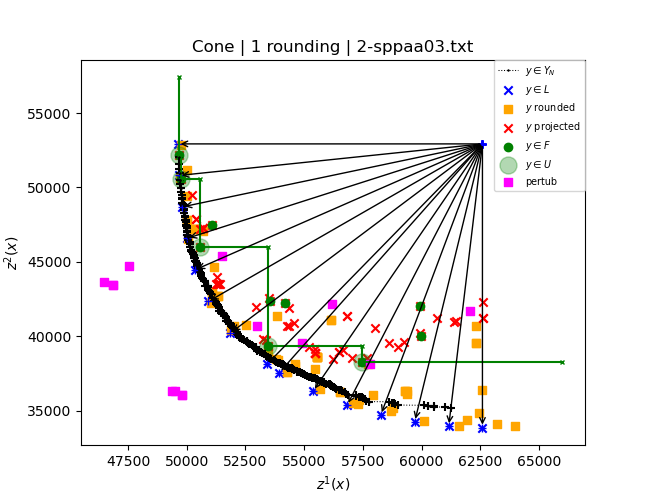 Cone | 1 rounding | 2-sppaa03.txt
z²(x)
55000
50000
45000
40000
35000
y ∈ Y_N
y ∈ L
y rounded
y projected
y ∈ F
y ∈ U
pertub
47500 50000 52500 55000 57500 60000 62500 65000
z¹(x)